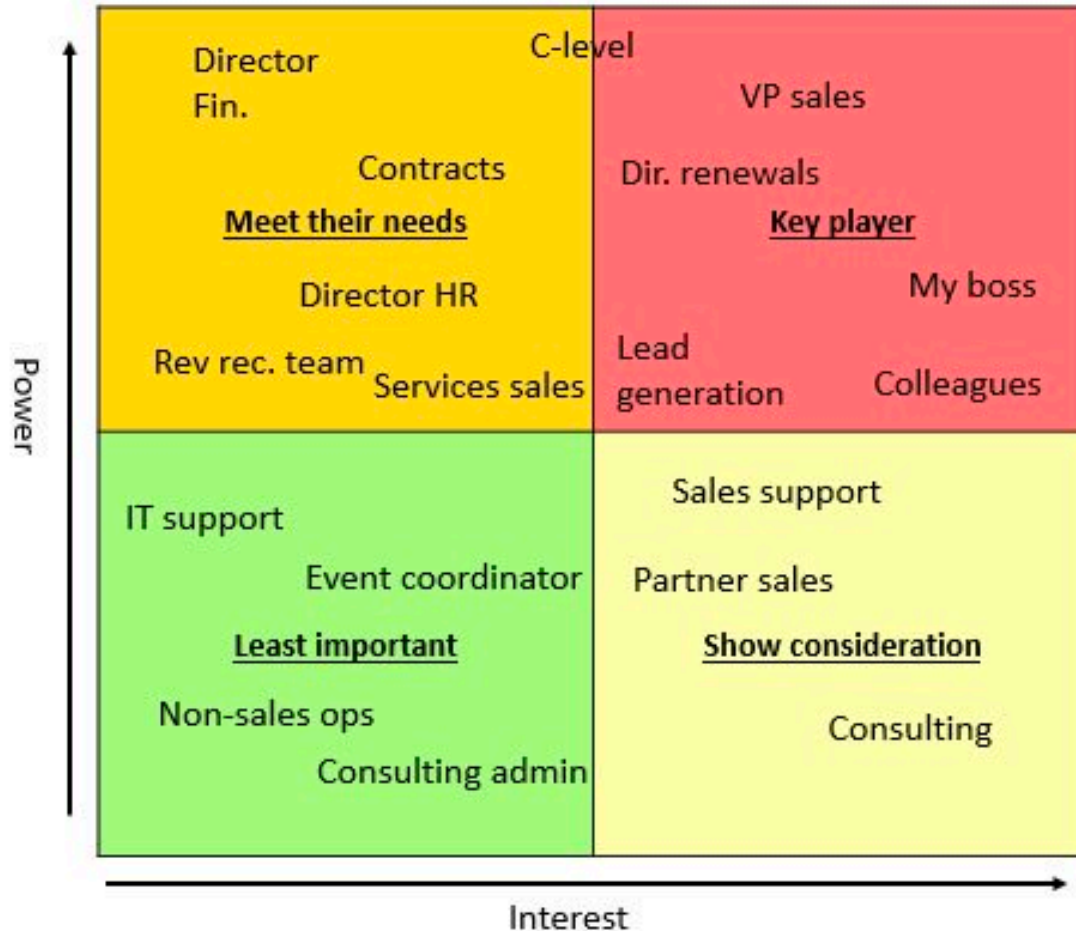 C-level
Director
Fin.
VP sales
Contracts
Dir. renewals
Meet their needs
Key player
Director HR
My boss
Rev rec. team
Services sales
Lead
generation
Colleagues
Power
IT support
Sales support
Event coordinator
Partner sales
Least important
Show consideration
Non-sales ops
Consulting
Consulting admin
Interest